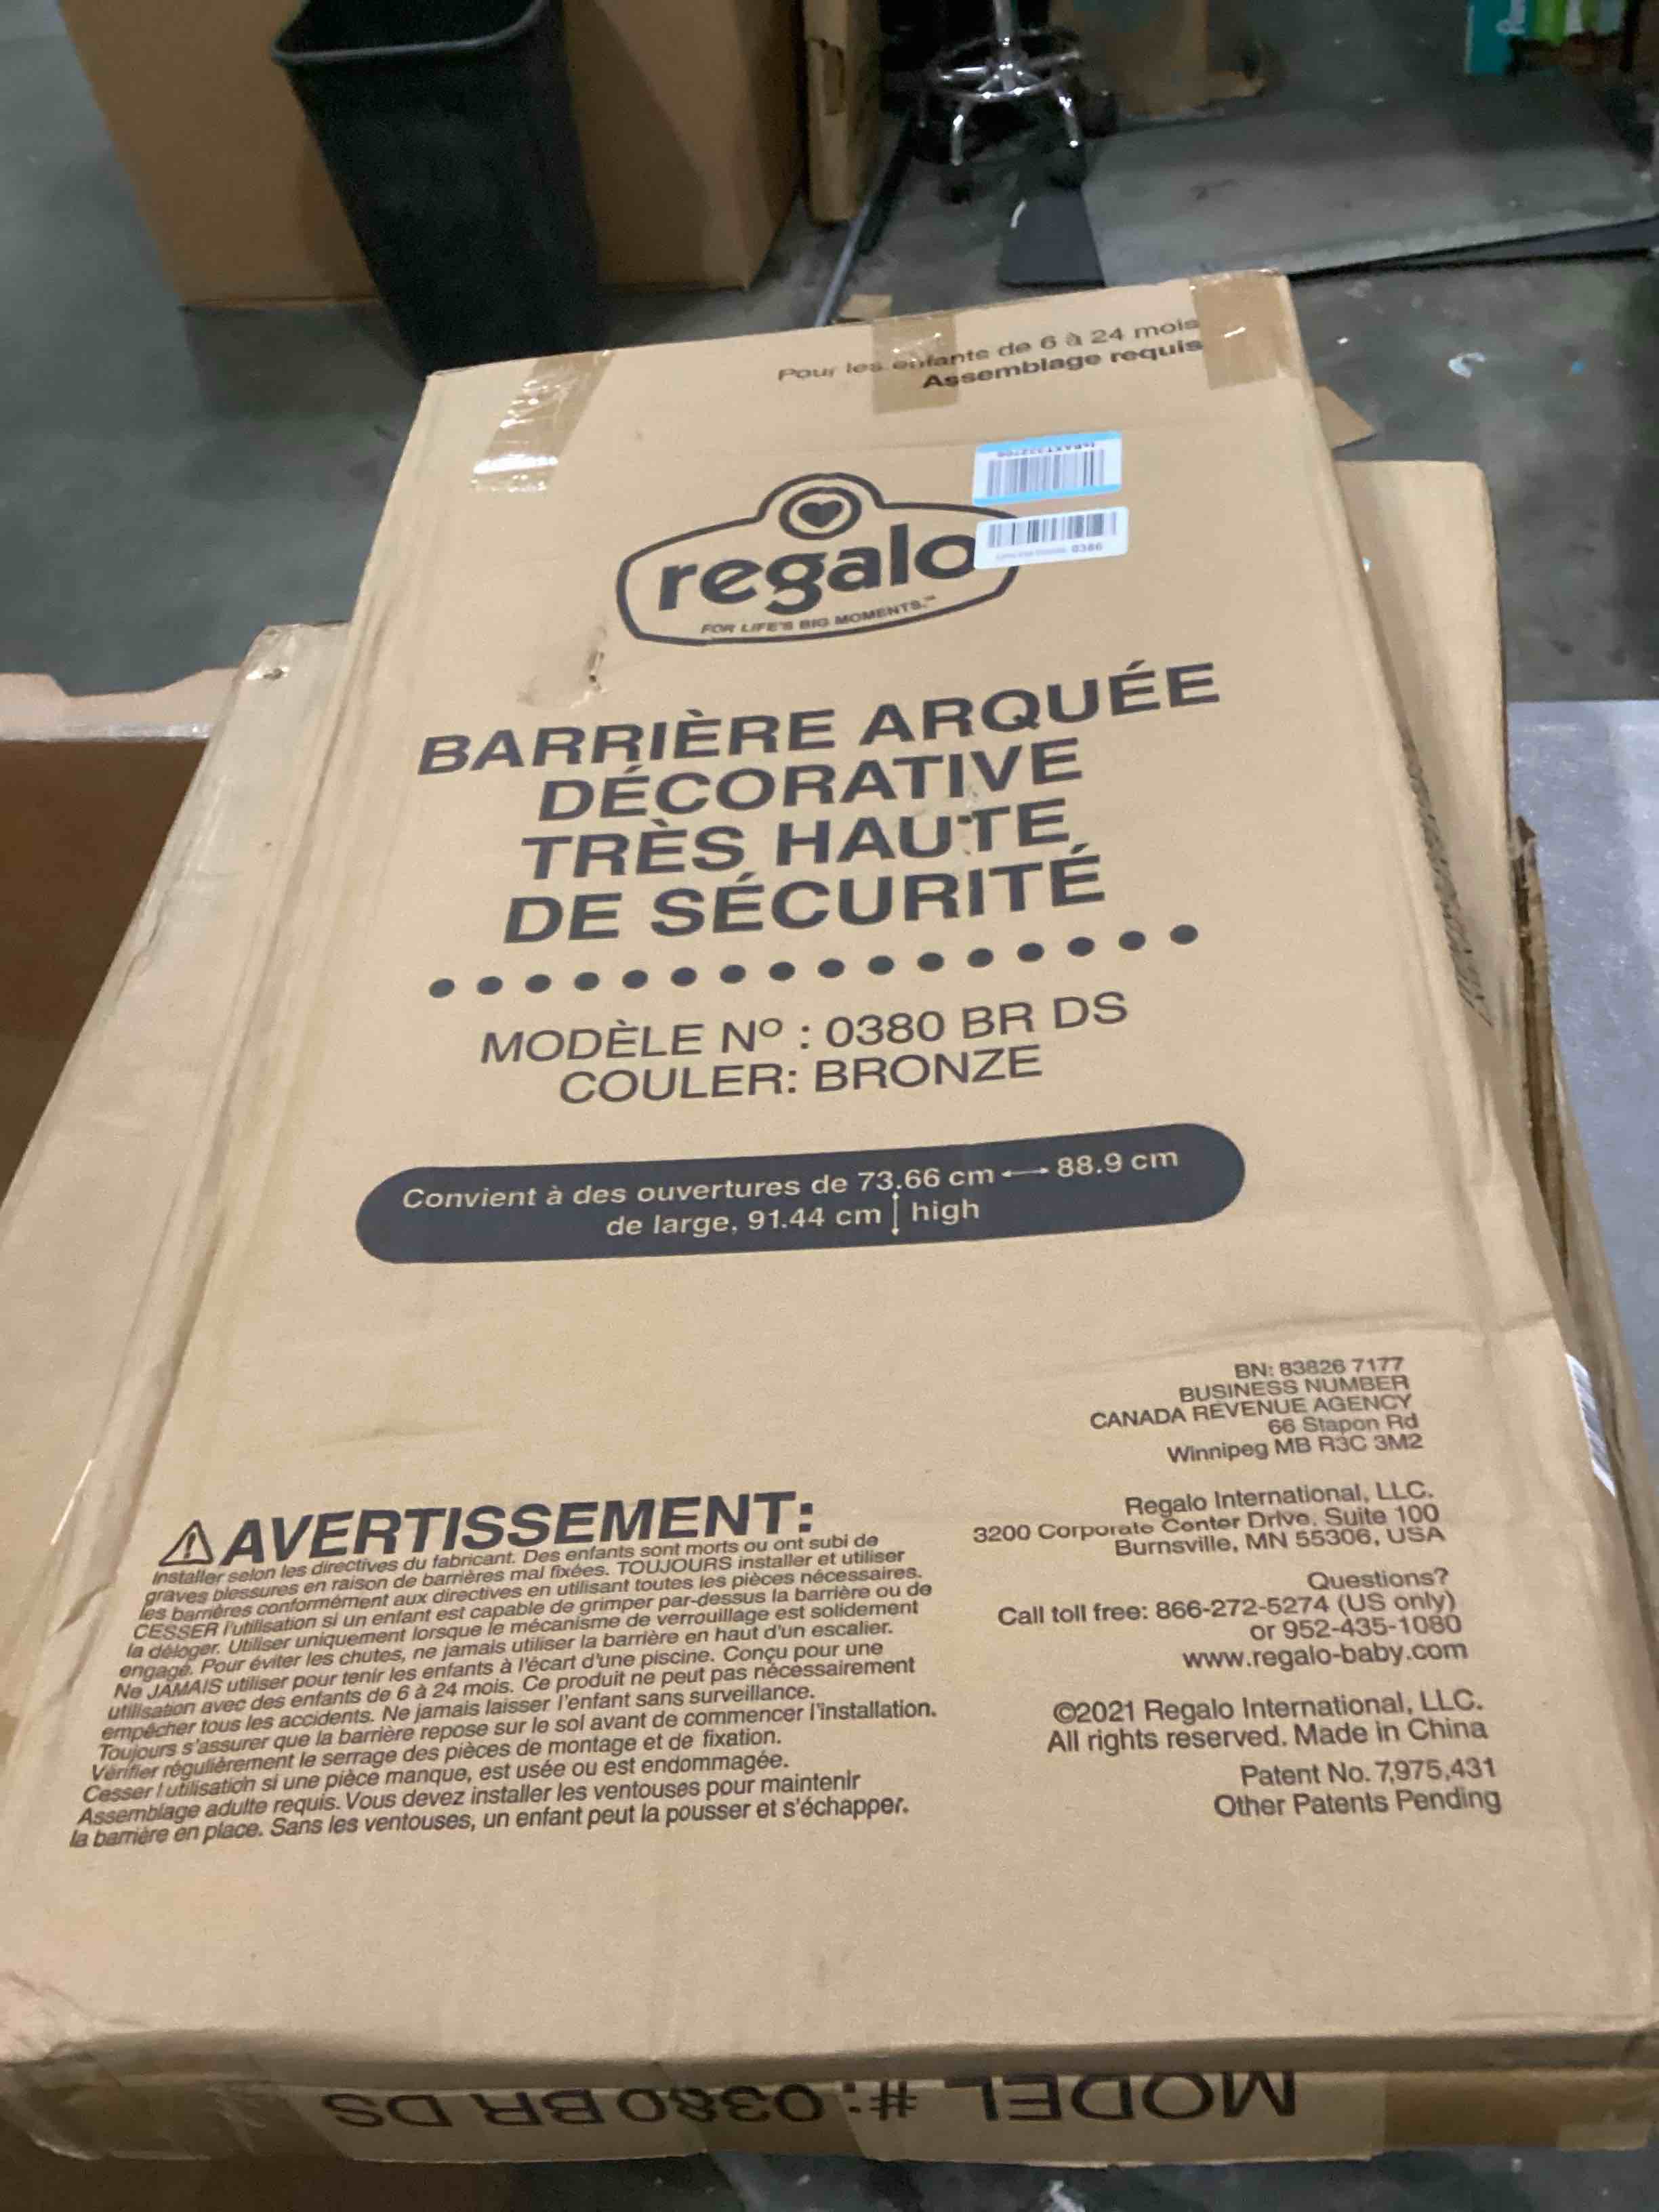 Pour les enfants de 6 à 24 mois
Assemblage requis
regalo
FOR LIFE'S BIG MOMENTS.™
0386
BARRIÈRE ARQUÉE
DÉCORATIVE
TRÈS HAUTE
DE SÉCURITÉ
MODÈLE Nº : 0380 BR DS
COULER: BRONZE
Convient à des ouvertures de 73.66 cm ⟷ 88.9 cm
de large, 91.44 cm ↕ high
BN: 83826 7177
BUSINESS NUMBER
CANADA REVENUE AGENCY
66 Stapon Rd
Winnipeg MB R3C 3M2
Regalo International, LLC.
3200 Corporate Center Drive, Suite 100
Burnsville, MN 55306, USA
Questions?
Call toll free: 866-272-5274 (US only)
or 952-435-1080
www.regalo-baby.com
©2021 Regalo International, LLC.
All rights reserved. Made in China
Patent No. 7,975,431
Other Patents Pending
⚠ AVERTISSEMENT:
Installer selon les directives du fabricant. Des enfants sont morts ou ont subi de
graves blessures en raison de barrières mal fixées. TOUJOURS installer et utiliser
les barrières conformément aux directives en utilisant toutes les pièces nécessaires.
CESSER l'utilisation si un enfant est capable de grimper par-dessus la barrière ou de
la déloger. Utiliser uniquement lorsque le mécanisme de verrouillage est solidement
engagé. Pour éviter les chutes, ne jamais utiliser la barrière en haut d'un escalier.
Ne JAMAIS utiliser pour tenir les enfants à l'écart d'une piscine. Conçu pour une
utilisation avec des enfants de 6 à 24 mois. Ce produit ne peut pas nécessairement
empêcher tous les accidents. Ne jamais laisser l'enfant sans surveillance.
Toujours s'assurer que la barrière repose sur le sol avant de commencer l'installation.
Vérifier régulièrement le serrage des pièces de montage et de fixation.
Cesser l'utilisation si une pièce manque, est usée ou est endommagée.
Assemblage adulte requis. Vous devez installer les ventouses pour maintenir
la barrière en place. Sans les ventouses, un enfant peut la pousser et s'échapper.
MODEL #: 0380 BR DS